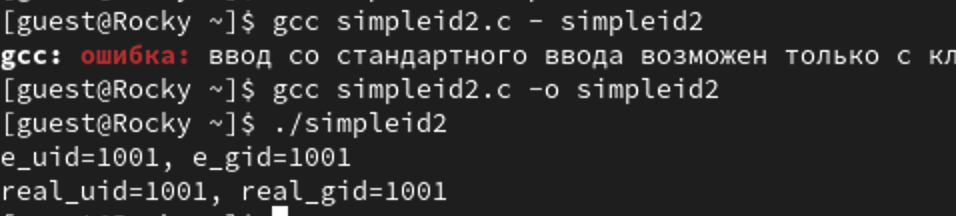 [guest@Rocky ~]$ gcc simpleid2.c - simpleid2
gcc: ошибка: ввод со стандартного ввода возможен только с кл
[guest@Rocky ~]$ gcc simpleid2.c -o simpleid2
[guest@Rocky ~]$ ./simpleid2
e_uid=1001, e_gid=1001
real_uid=1001, real_gid=1001